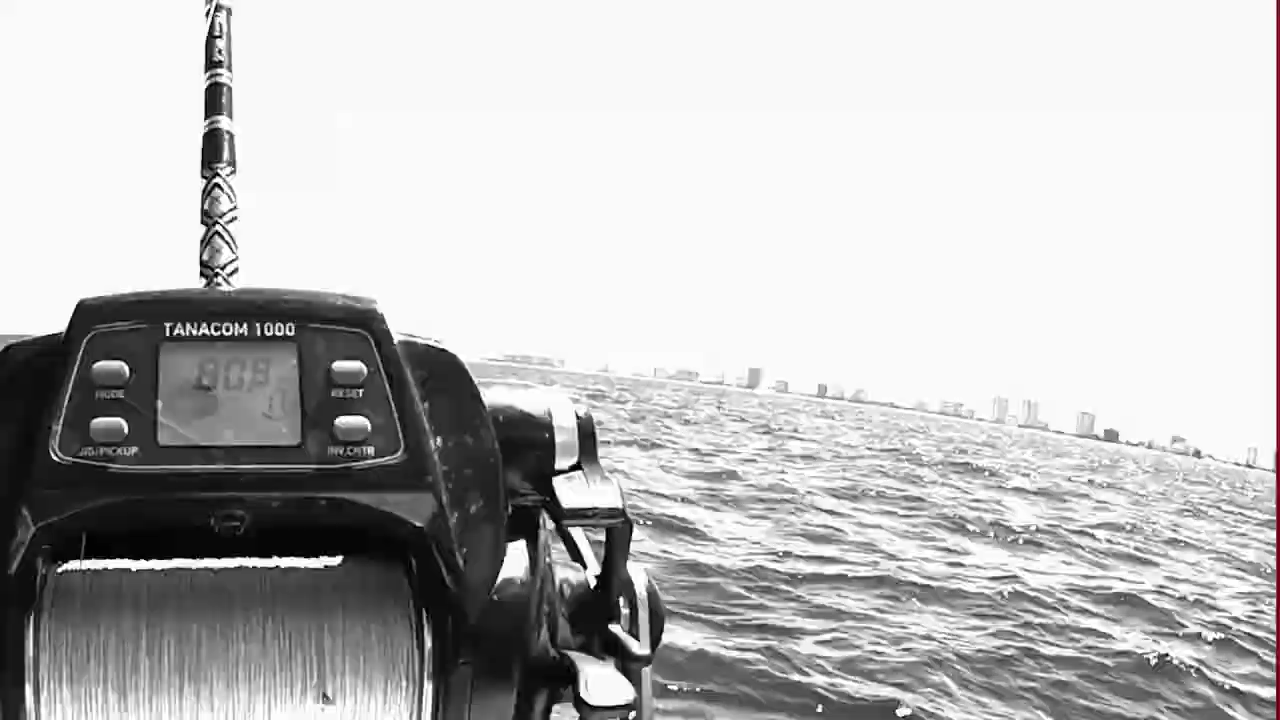 TANACOM 1000
MODE
RESET
JIG/PICKUP
INV.CNTR